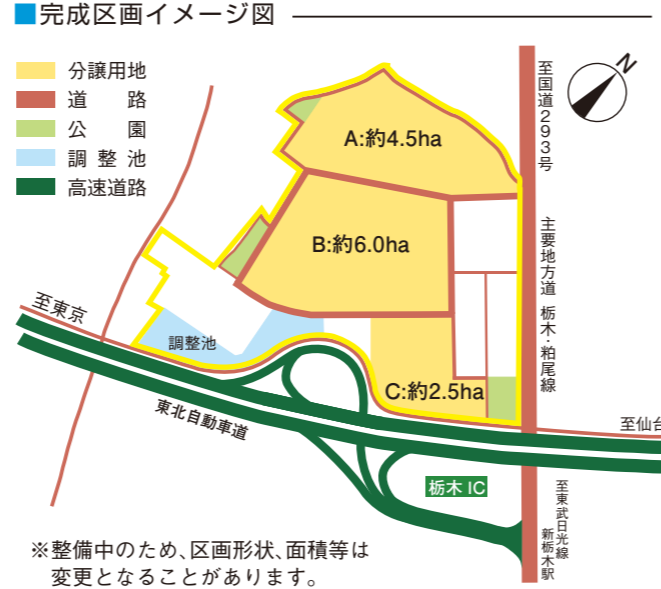 ■完成区画イメージ図
分譲用地
道　路
公　園
調 整 池
高速道路
N
至国道293号
A:約4.5ha
B:約6.0ha
主要地方道 栃木・粕尾線
至東京
調整池
C:約2.5ha
東北自動車道
至仙台
栃木 IC
至東武日光線
新栃木駅
※整備中のため、区画形状、面積等は
変更となることがあります。